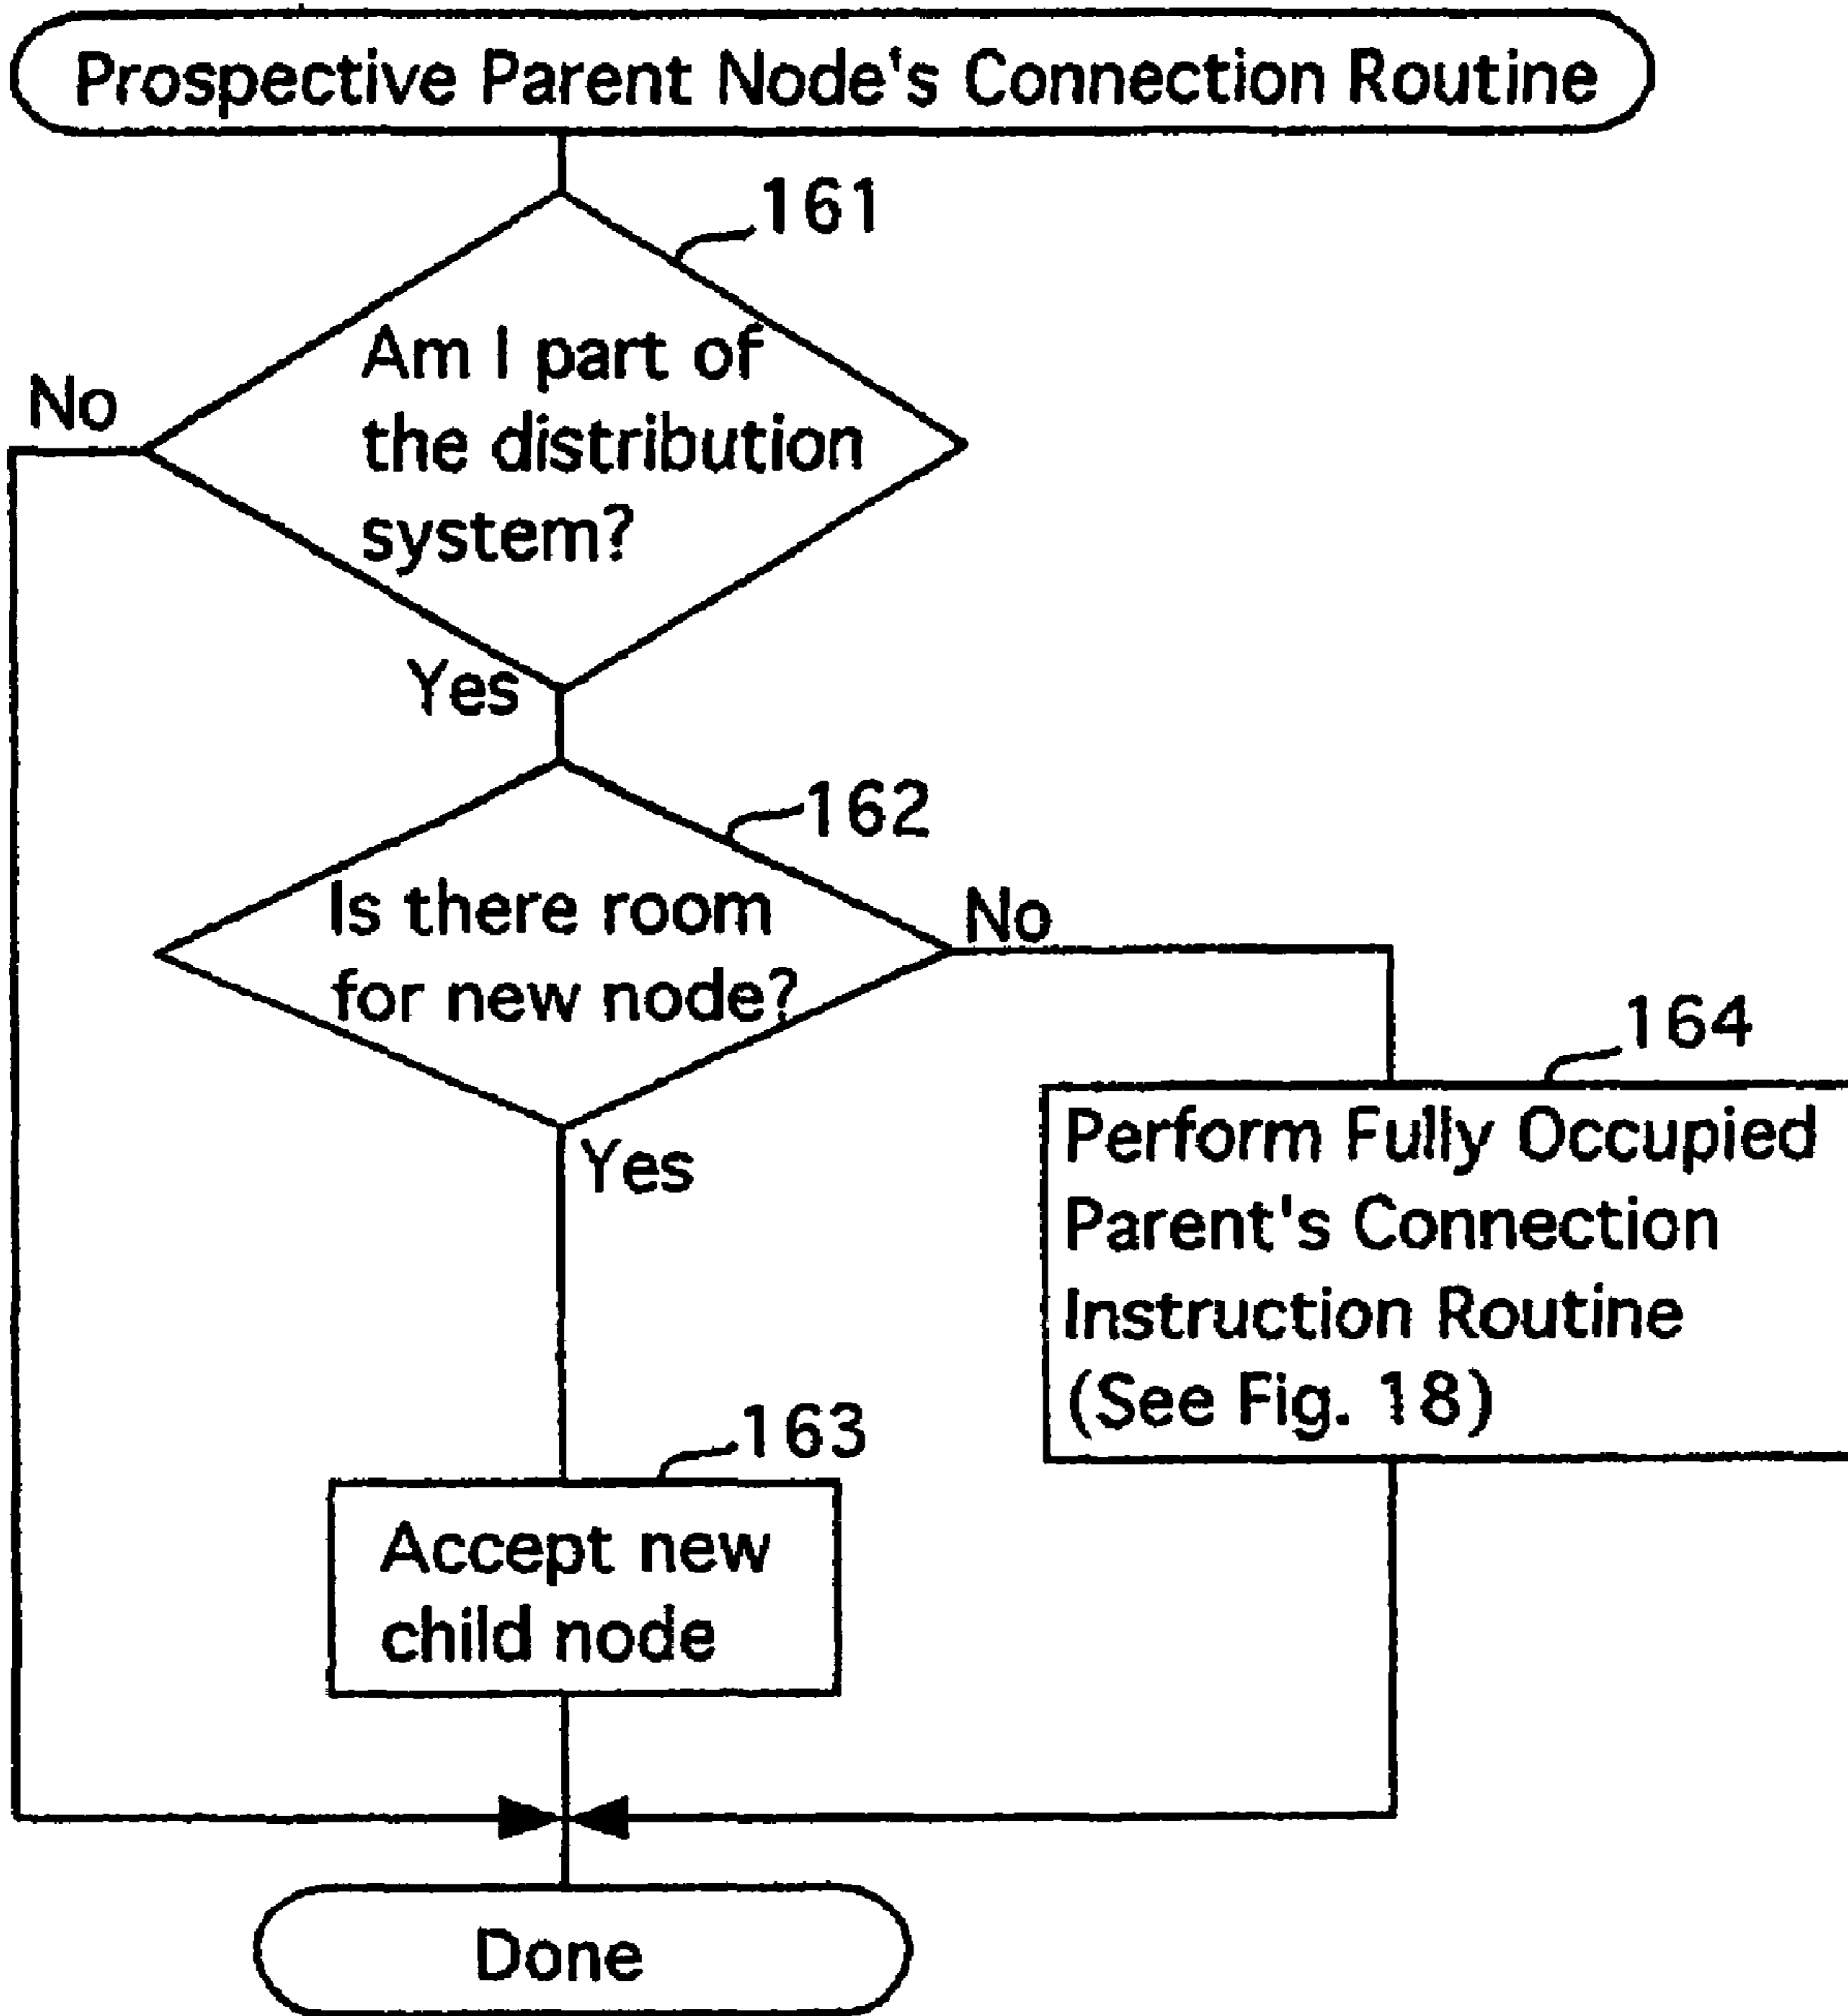 Prospective Parent Node's Connection Routine
161
Am I part of
the distribution
system?
No
Yes
162
Is there room
for new node?
No
Yes
164
Perform Fully Occupied
Parent's Connection
Instruction Routine
(See Fig. 18)
163
Accept new
child node
Done